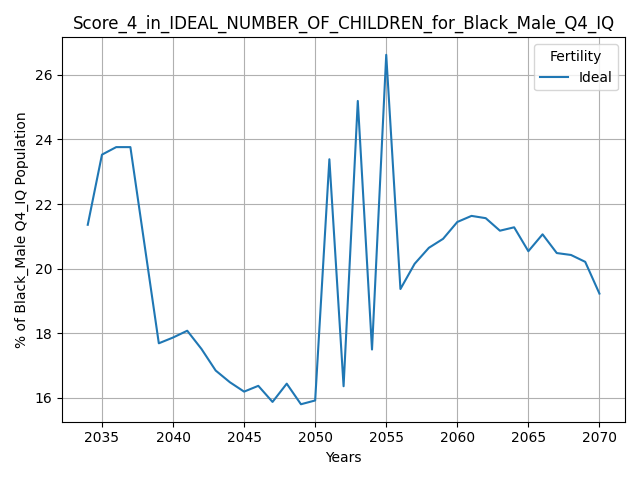 Score_4_in_IDEAL_NUMBER_OF_CHILDREN_for_Black_Male_Q4_IQ
Fertility
Ideal
% of Black_Male Q4_IQ Population
26
24
22
20
18
16
2035 2040 2045 2050 2055 2060 2065 2070
Years